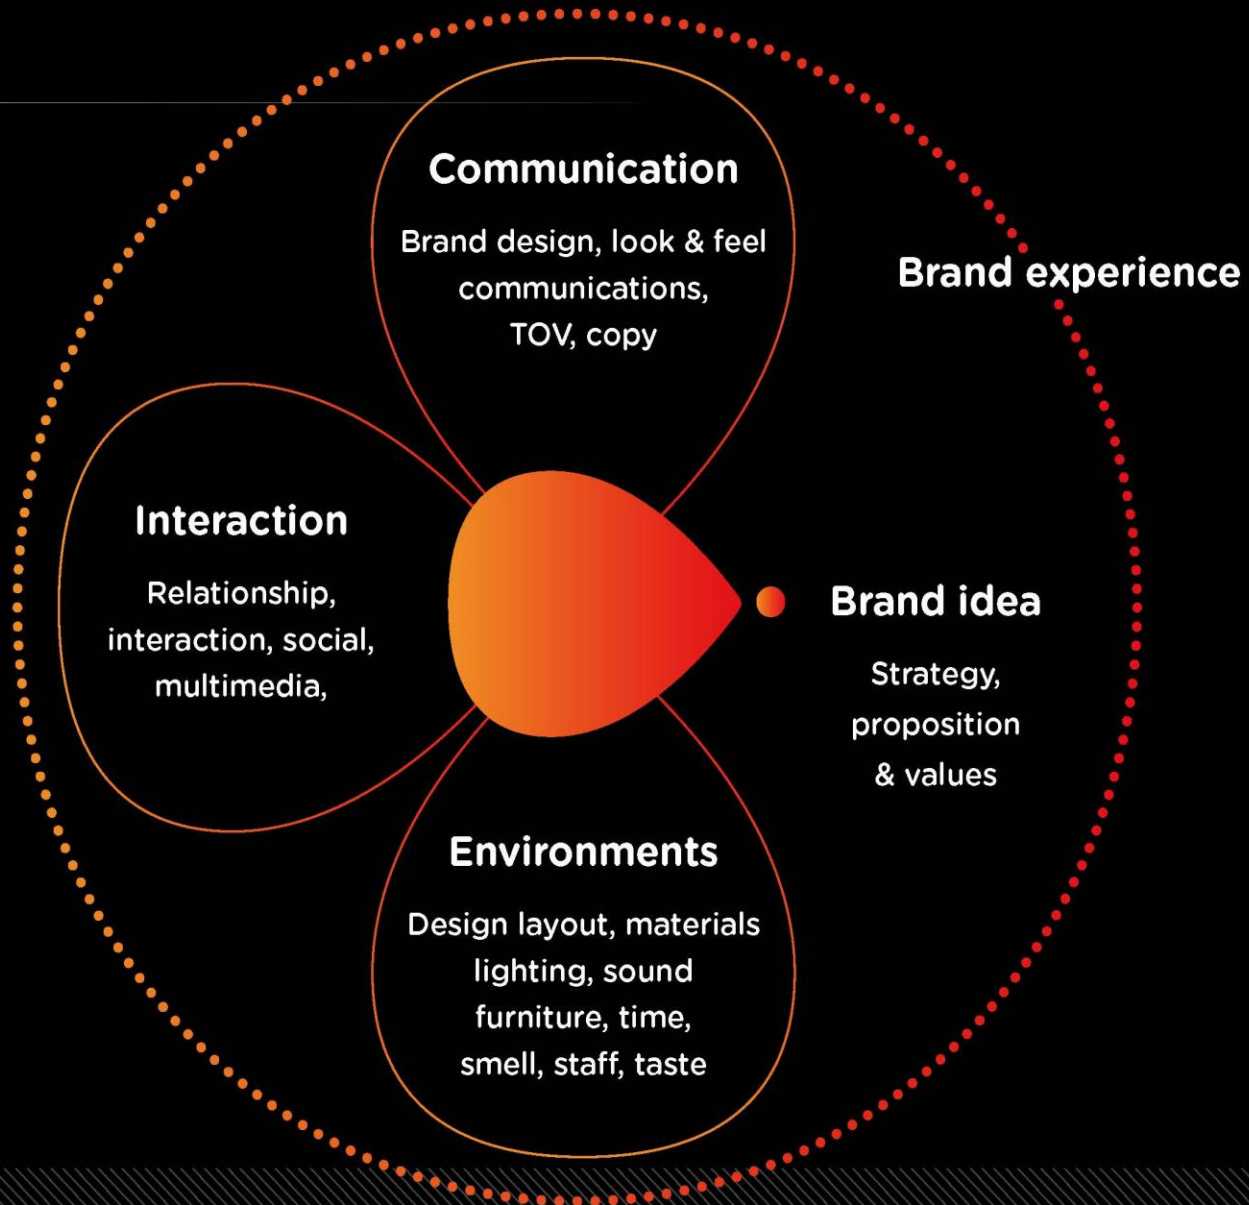 Communication
Brand design, look & feel
communications,
TOV, copy
Brand experience
Interaction
Relationship,
interaction, social,
multimedia,
Brand idea
Strategy,
proposition
& values
Environments
Design layout, materials
lighting, sound
furniture, time,
smell, staff, taste